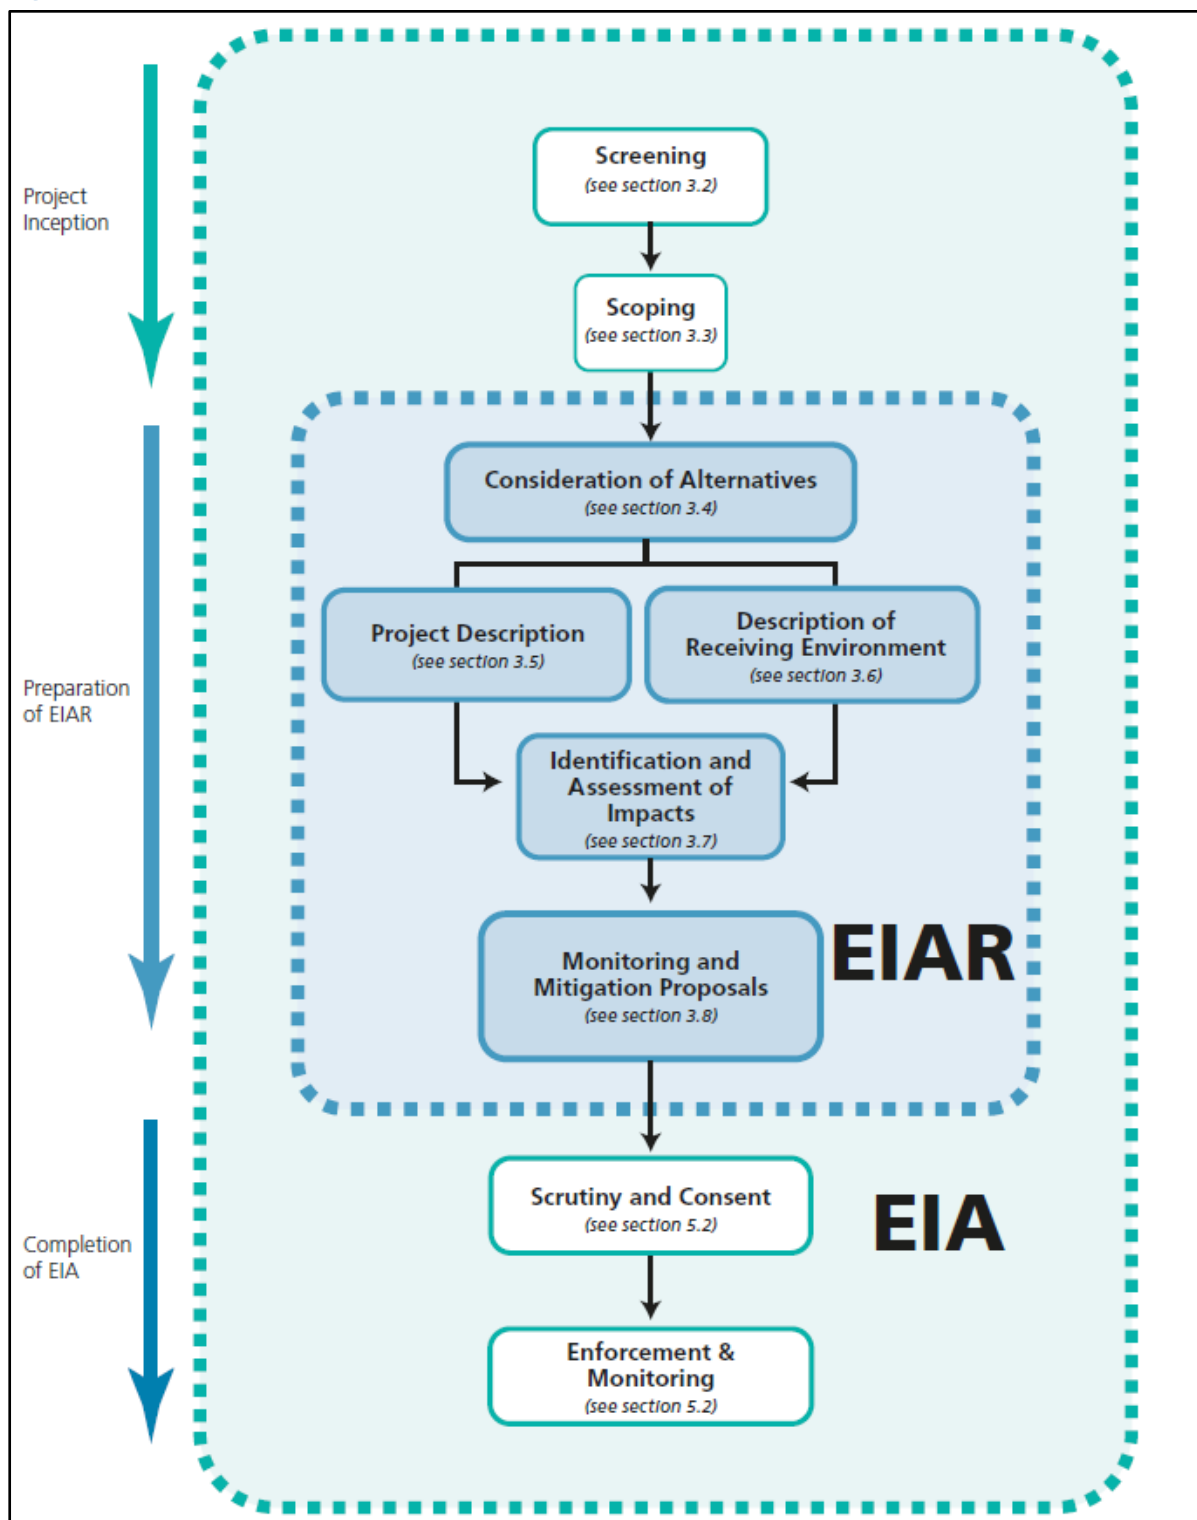 Screening
(see section 3.2)
Project
Inception
Scoping
(see section 3.3)
Consideration of Alternatives
(see section 3.4)
Project Description
(see section 3.5)
Description of
Receiving Environment
(see section 3.6)
Preparation
of EIAR
Identification and
Assessment of
Impacts
(see section 3.7)
Monitoring and
Mitigation Proposals
(see section 3.8)
EIAR
Scrutiny and Consent
(see section 5.2)
EIA
Completion
of EIA
Enforcement &
Monitoring
(see section 5.2)